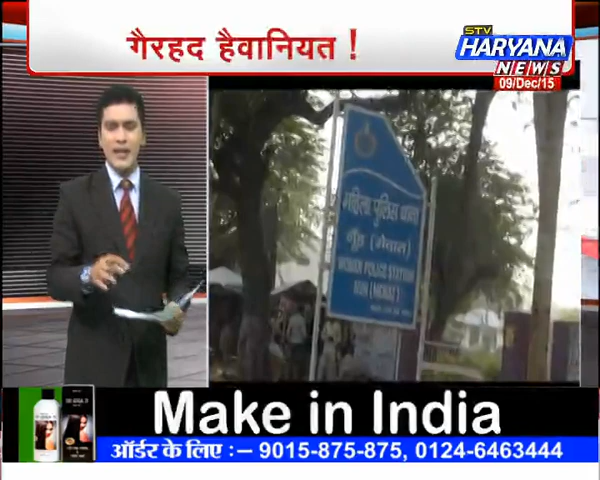 गैरहद हैवानियत !
STV
HARYANA
NEWS
09/Dec/15
महिला पुलिस थाना
नूँह (मेवात)
WOMEN POLICE STATION
NUH (MEWAT)
Make in India
ऑर्डर के लिए :– 9015-875-875, 0124-6463444